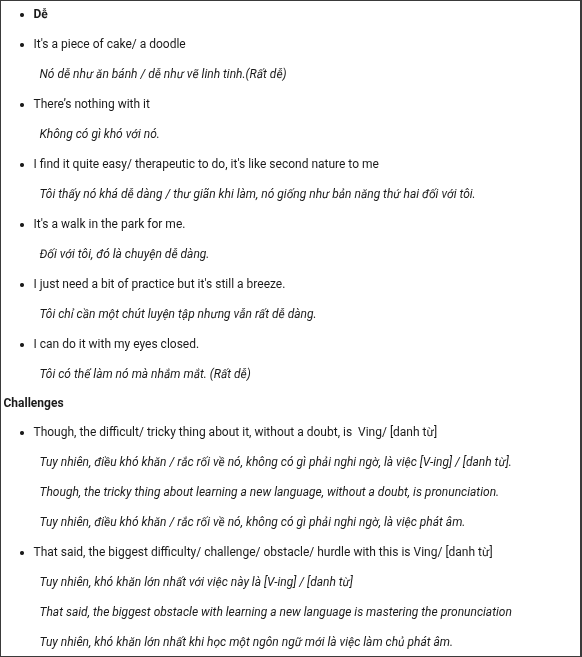 Dễ
It's a piece of cake/ a doodle
Nó dễ như ăn bánh / dễ như vẽ linh tinh.(Rất dễ)
There's nothing with it
Không có gì khó với nó.
I find it quite easy/ therapeutic to do, it's like second nature to me
Tôi thấy nó khá dễ dàng / thư giãn khi làm, nó giống như bản năng thứ hai đối với tôi.
It's a walk in the park for me.
Đối với tôi, đó là chuyện dễ dàng.
I just need a bit of practice but it's still a breeze.
Tôi chỉ cần một chút luyện tập nhưng vẫn rất dễ dàng.
I can do it with my eyes closed.
Tôi có thể làm nó mà nhắm mắt. (Rất dễ)
Challenges
Though, the difficult/ tricky thing about it, without a doubt, is Ving/ [danh từ]
Tuy nhiên, điều khó khăn / rắc rối về nó, không có gì phải nghi ngờ, là việc [V-ing] / [danh từ].
Though, the tricky thing about learning a new language, without a doubt, is pronunciation.
Tuy nhiên, điều khó khăn / rắc rối về nó, không có gì phải nghi ngờ, là việc phát âm.
That said, the biggest difficulty/ challenge/ obstacle/ hurdle with this is Ving/ [danh từ]
Tuy nhiên, khó khăn lớn nhất với việc này là [V-ing] / [danh từ]
That said, the biggest obstacle with learning a new language is mastering the pronunciation
Tuy nhiên, khó khăn lớn nhất khi học một ngôn ngữ mới là việc làm chủ phát âm.